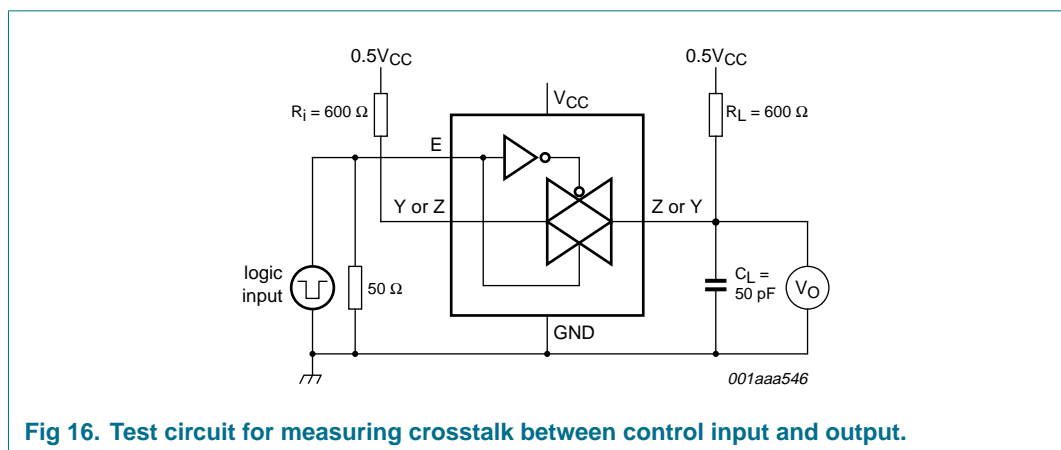 0.5VCC
0.5VCC
VCC
Ri = 600 Ω
RL = 600 Ω
E
Y or Z
Z or Y
logic
input
50 Ω
CL =
50 pF
VO
GND
001aaa546
Fig 16. Test circuit for measuring crosstalk between control input and output.